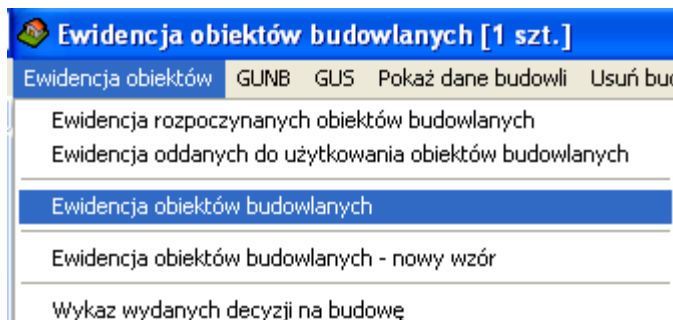 Ewidencja obiektów budowlanych [1 szt.]
Ewidencja obiektów GUNB GUS Pokaż dane budowli Usuń
Ewidencja rozpoczynanych obiektów budowlanych
Ewidencja oddanych do użytkowania obiektów budowlanych
Ewidencja obiektów budowlanych
Ewidencja obiektów budowlanych - nowy wzór
Wykaz wydanych decyzji na budowę